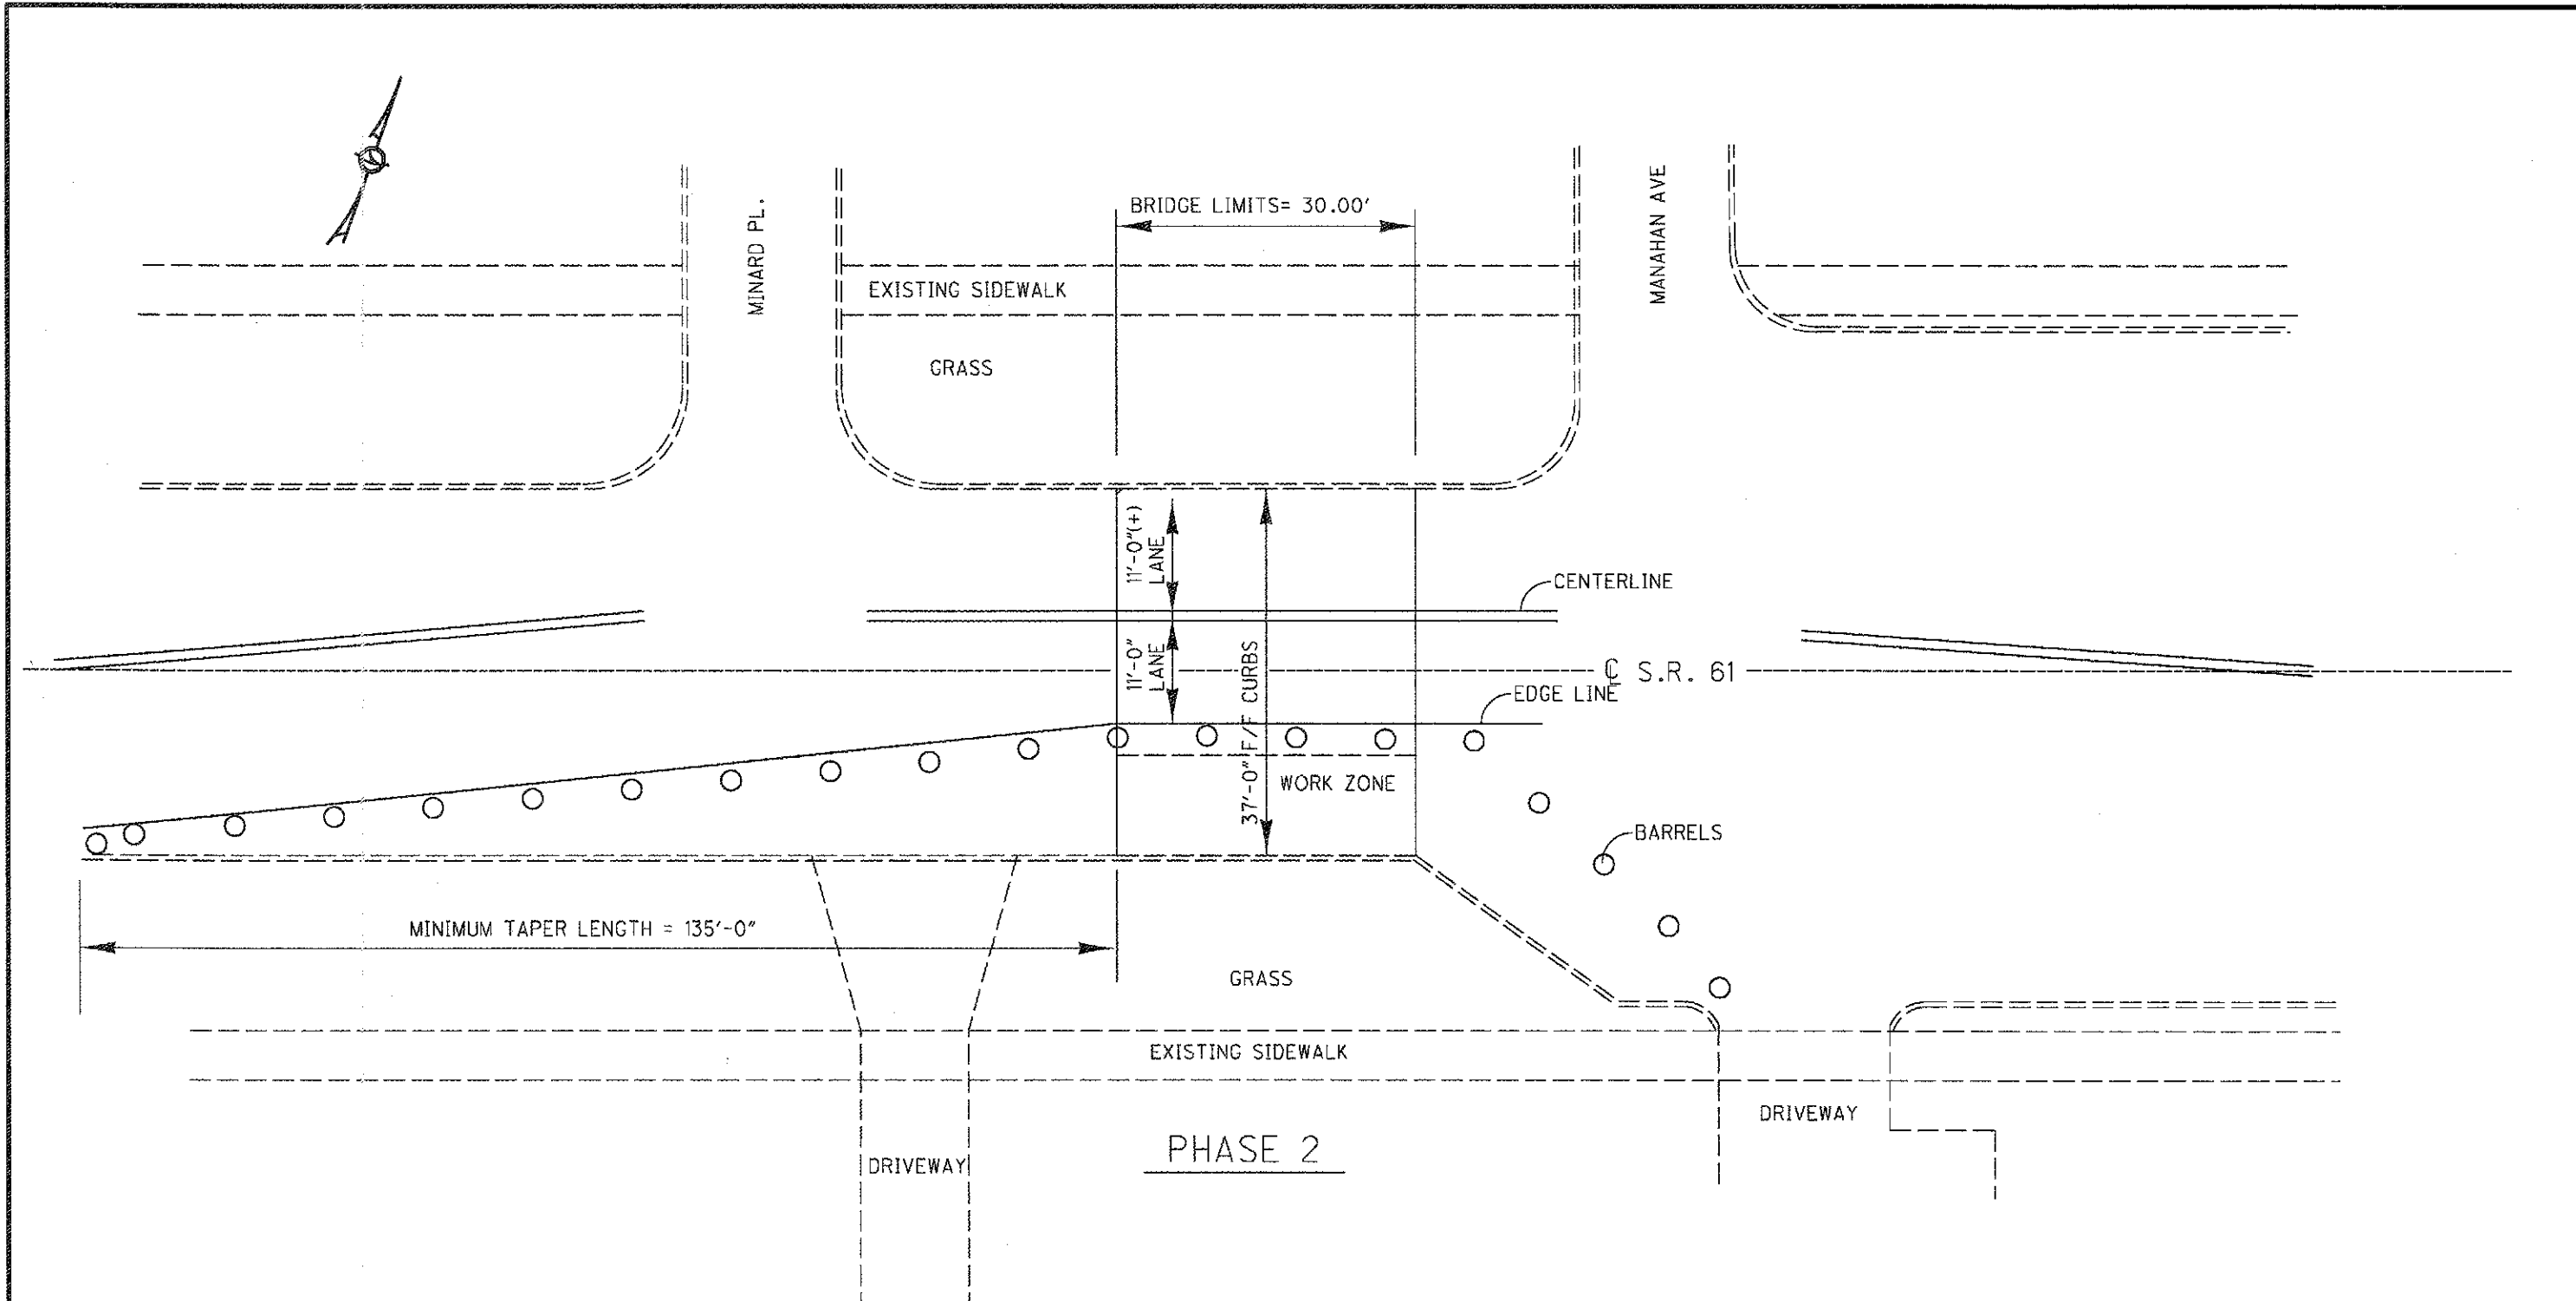 MINARD PL.
BRIDGE LIMITS= 30.00'
MANAHAN AVE
EXISTING SIDEWALK
GRASS
11'-0"(+)
LANE
CENTERLINE
11'-0"
LANE
37'-0" F/F CURBS
℄ S.R. 61
EDGE LINE
WORK ZONE
BARRELS
MINIMUM TAPER LENGTH = 135'-0"
GRASS
EXISTING SIDEWALK
DRIVEWAY
PHASE 2
DRIVEWAY